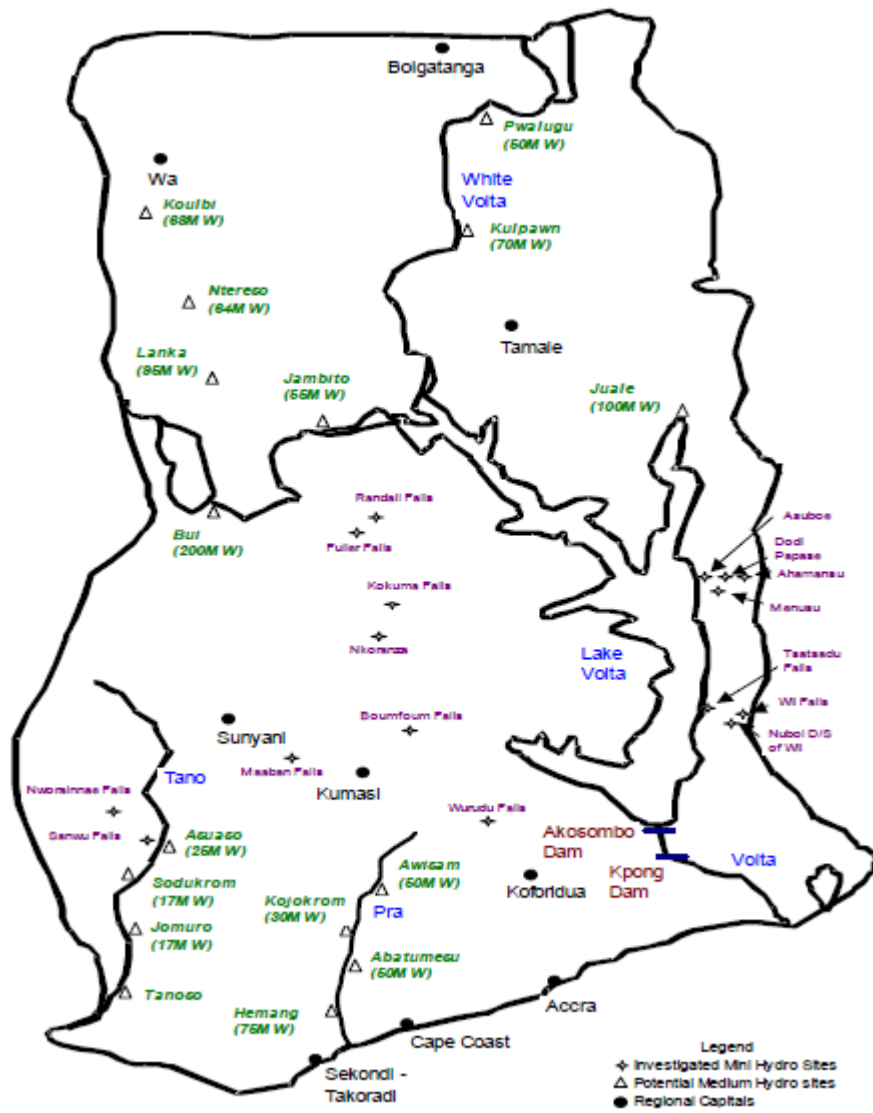 Bolgatanga
Pwalugu
(50M W)
Wa
White
Volta
Koulbi
(68M W)
Kulpawn
(70M W)
Ntereso
(64M W)
Tamale
Lanka
(95M W)
Jambito
(55M W)
Juale
(100M W)
Randall Falls
Fuller Falls
Bui
(200M W)
Asuboe
Dodi
Papase
Ahamansu
Menusu
Kokuma Falls
Nkoranza
Lake
Volta
Tsatsadu
Falls
Wli Falls
Nuboi D/S
of Wli
Boumfoum Falls
Sunyani
Maaban Falls
Tano
Kumasi
Nworannae Falls
Sanwu Falls
Wurudu Falls
Asuaso
(25M W)
Akosombo
Dam
Volta
Kpong
Dam
Koforidua
Awisam
(50M W)
Sodukrom
(17M W)
Kojokrom
(30M W)
Pra
Jomuro
(17M W)
Abatumesu
(50M W)
Tanoso
Hemang
(75M W)
Accra
Cape Coast
Sekondi -
Takoradi
Legend
Investigated Mini Hydro Sites
Potential Medium Hydro sites
Regional Capitals